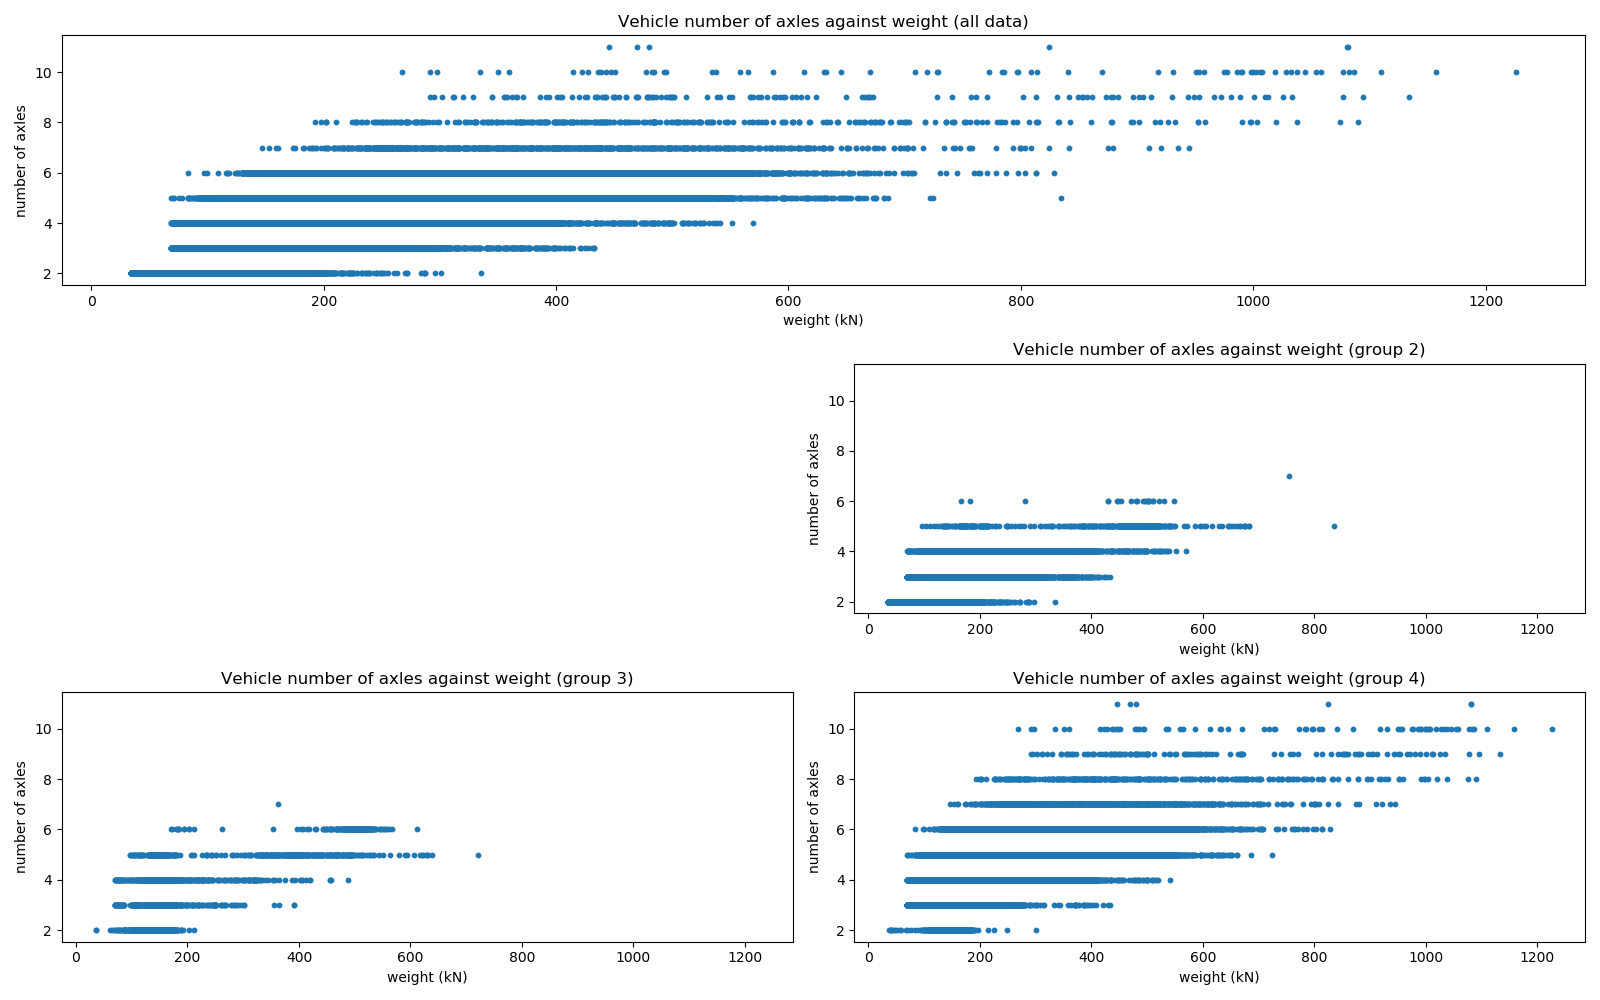 Vehicle number of axles against weight (all data)
number of axles
10
8
6
4
2
0 200 400 600 800 1000 1200
weight (kN)
Vehicle number of axles against weight (group 2)
number of axles
10
8
6
4
2
0 200 400 600 800 1000 1200
weight (kN)
Vehicle number of axles against weight (group 3)
number of axles
10
8
6
4
2
0 200 400 600 800 1000 1200
weight (kN)
Vehicle number of axles against weight (group 4)
number of axles
10
8
6
4
2
0 200 400 600 800 1000 1200
weight (kN)